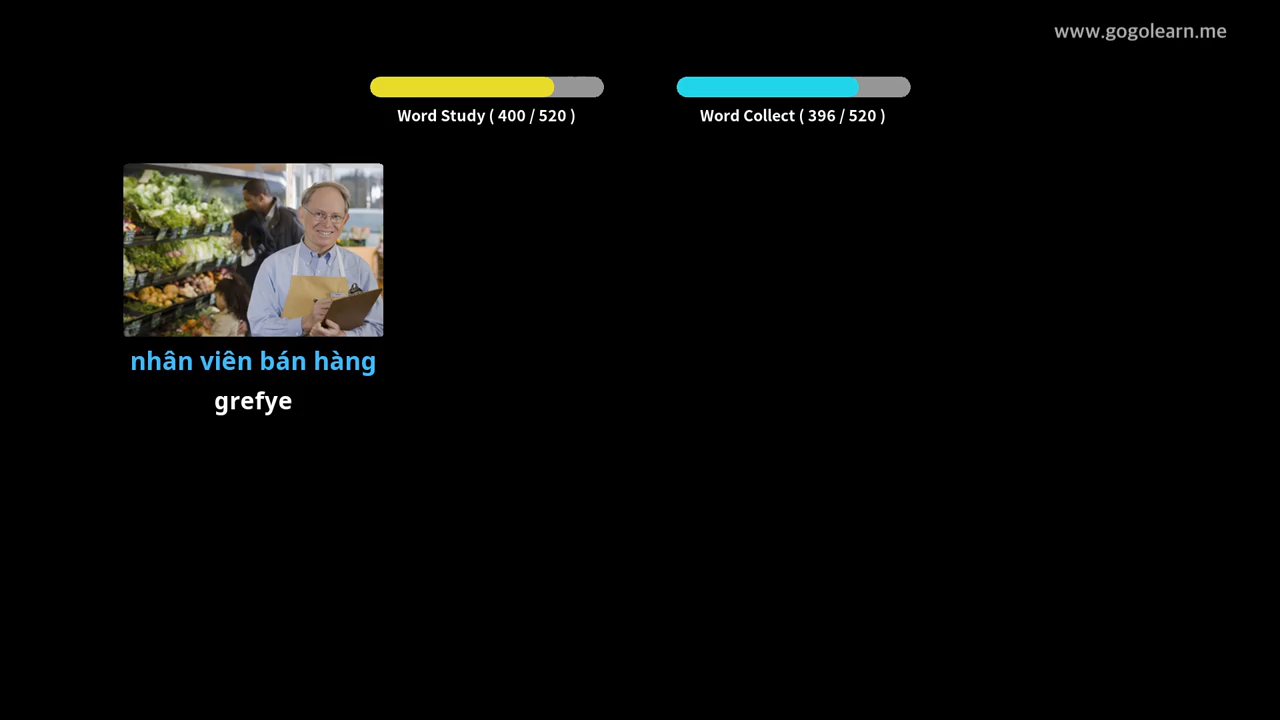 www.gogolearn.me
Word Study ( 400 / 520 )
Word Collect ( 396 / 520 )
nhân viên bán hàng
grefye